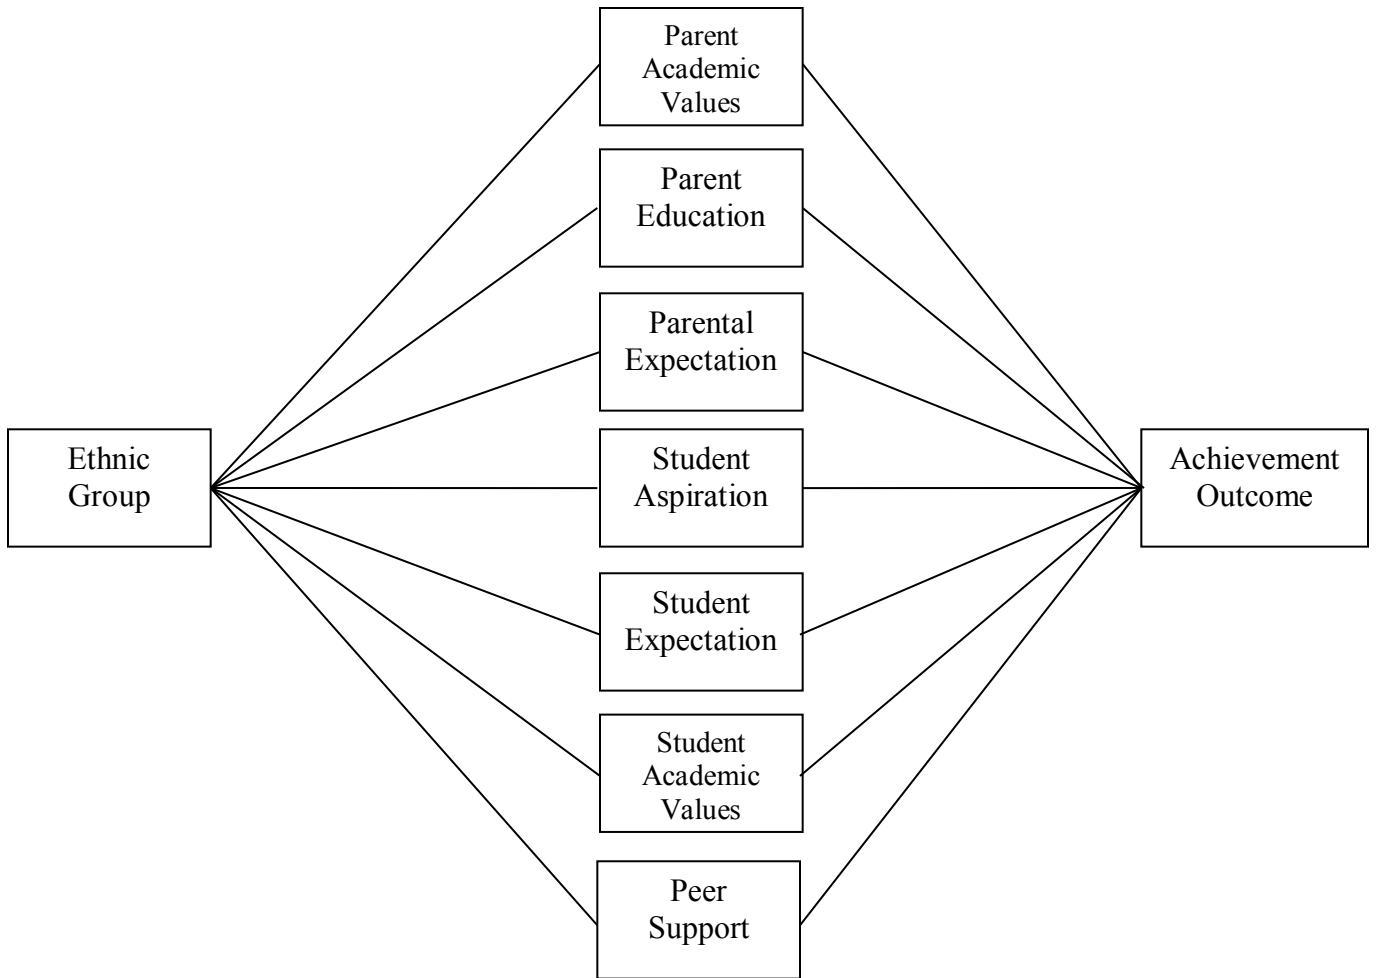 Parent
Academic
Values
Parent
Education
Parental
Expectation
Ethnic
Group
Student
Aspiration
Achievement
Outcome
Student
Expectation
Student
Academic
Values
Peer
Support